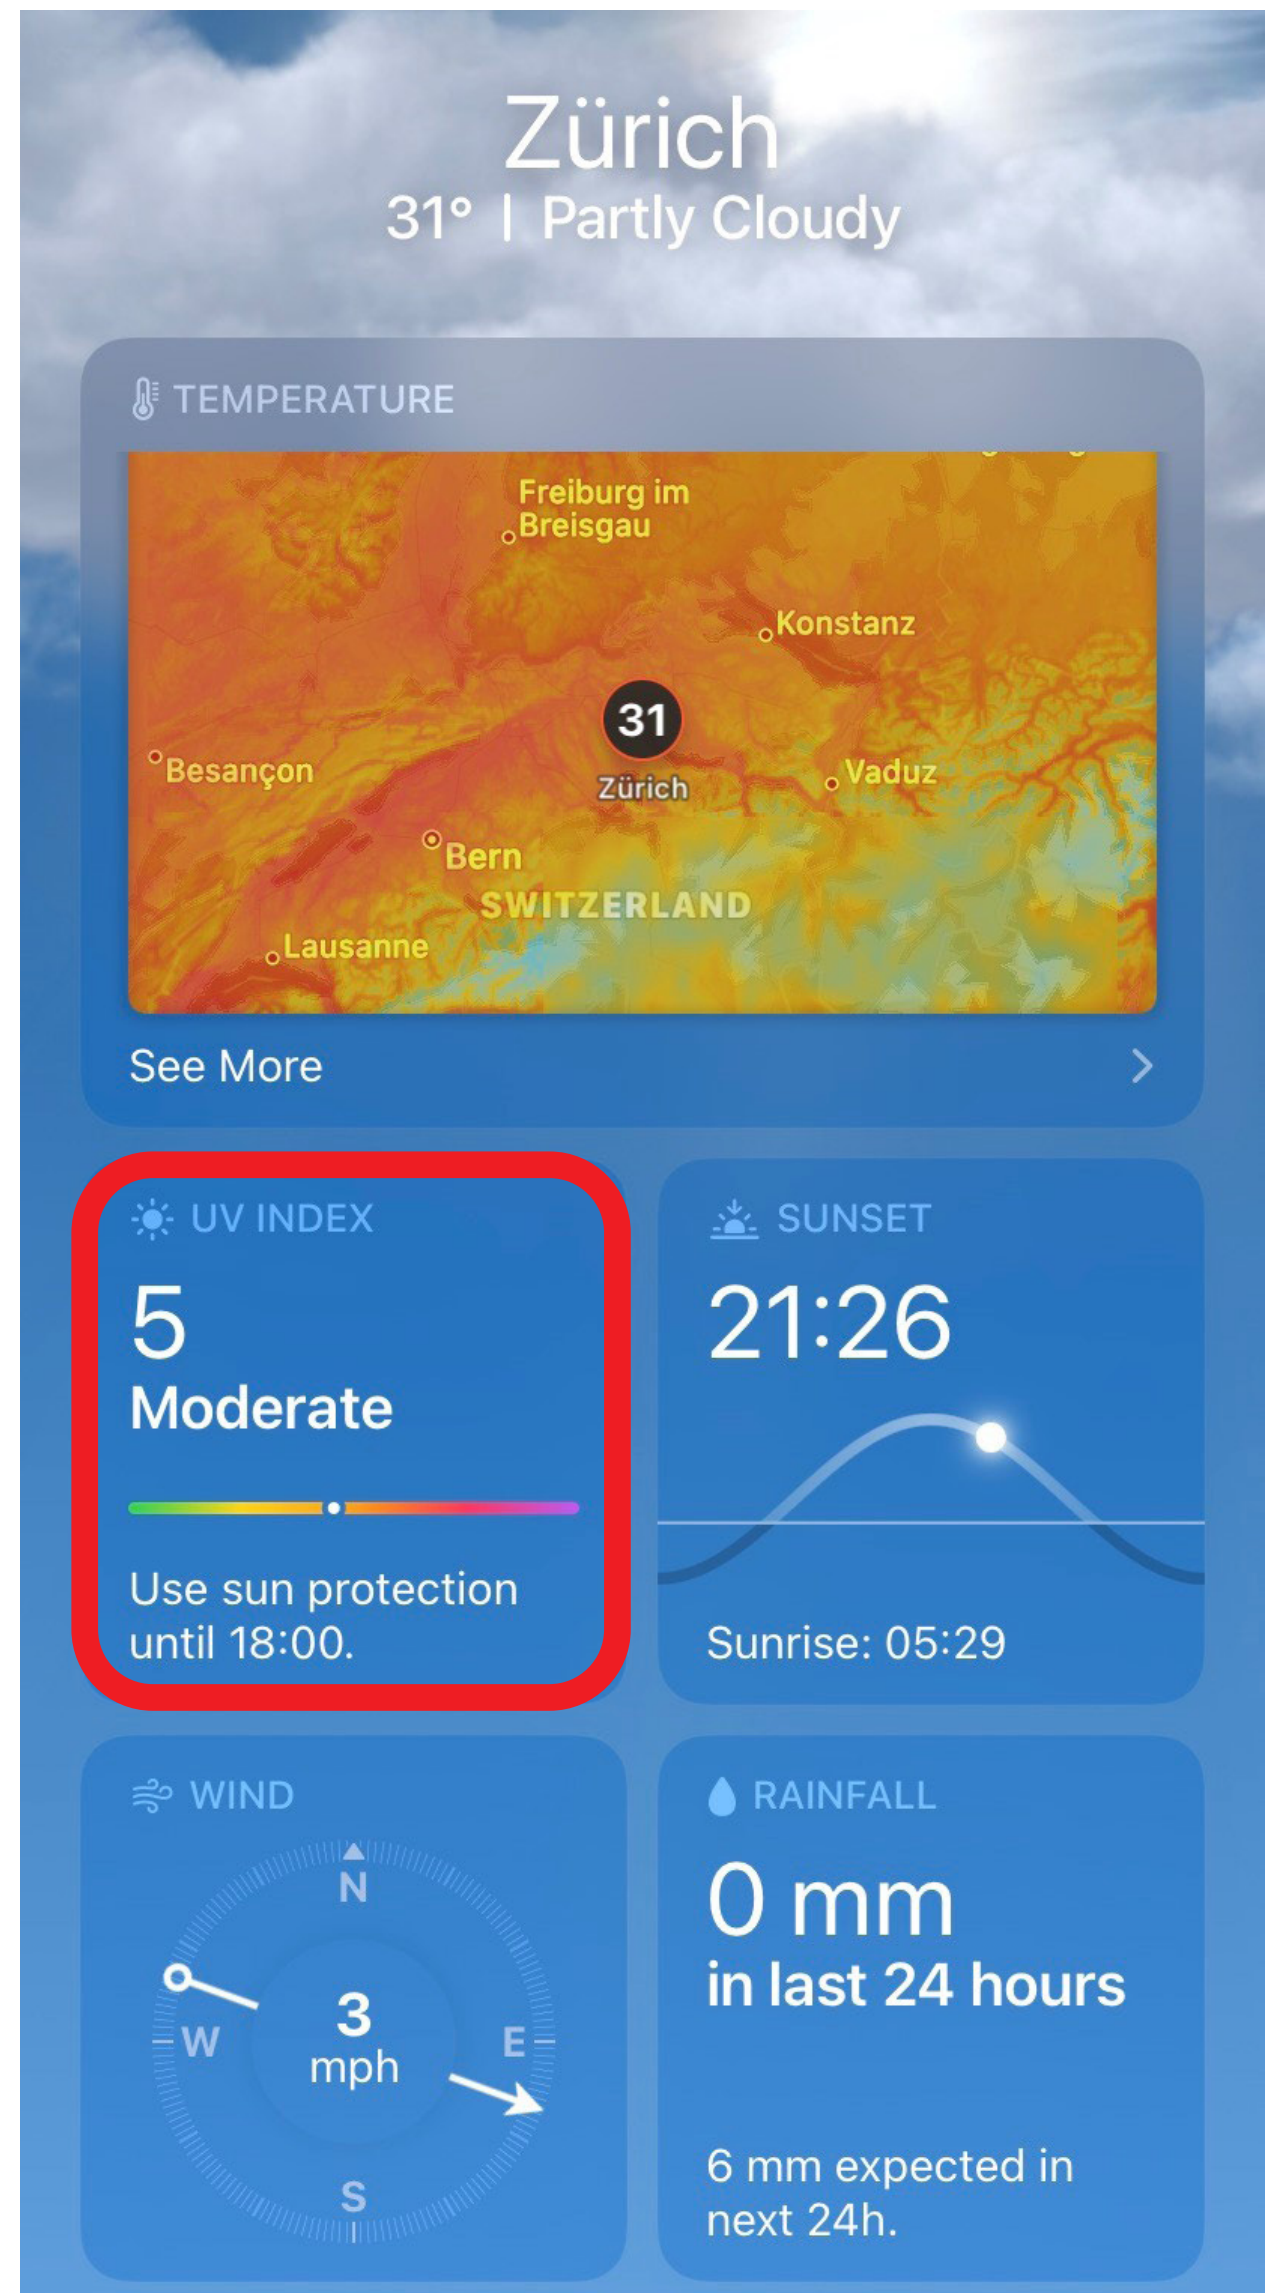 Zürich
31° | Partly Cloudy
TEMPERATURE
Freiburg im
Breisgau
Konstanz
31
Zürich
Besançon
Vaduz
Bern
SWITZERLAND
Lausanne
See More
UV INDEX
5
Moderate
Use sun protection
until 18:00.
SUNSET
21:26
Sunrise: 05:29
WIND
N
W
3
mph
E
S
RAINFALL
0 mm
in last 24 hours
6 mm expected in
next 24h.